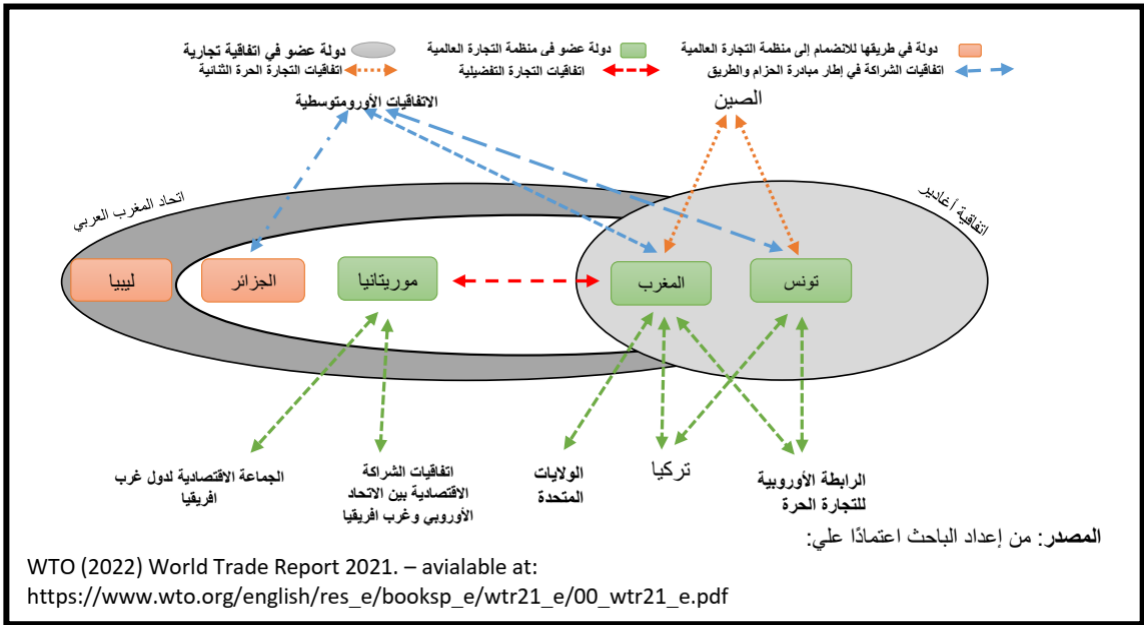 دولة في طريقها للانضمام إلى منظمة التجارة العالمية
دولة عضو فى منظمة التجارة العالمية
دولة عضو في اتفاقية تجارية
اتفاقيات الشراكة في إطار مبادرة الحزام والطريق
اتفاقيات التجارة التفضيلية
اتفاقيات التجارة الحرة الثنائية
الصين
الاتفاقيات الأورومتوسطية
اتحاد المغرب العربي
اتفاقية أغادير
تونس
المغرب
موريتانيا
الجزائر
ليبيا
الرابطة الأوروبية
للتجارة الحرة
تركيا
الولايات
المتحدة
اتفاقيات الشراكة
الاقتصادية بين الاتحاد
الأوروبي وغرب افريقيا
الجماعة الاقتصادية لدول غرب
افريقيا
المصدر: من إعداد الباحث اعتمادًا علي:
WTO (2022) World Trade Report 2021. – avialable at:
https://www.wto.org/english/res_e/booksp_e/wtr21_e/00_wtr21_e.pdf